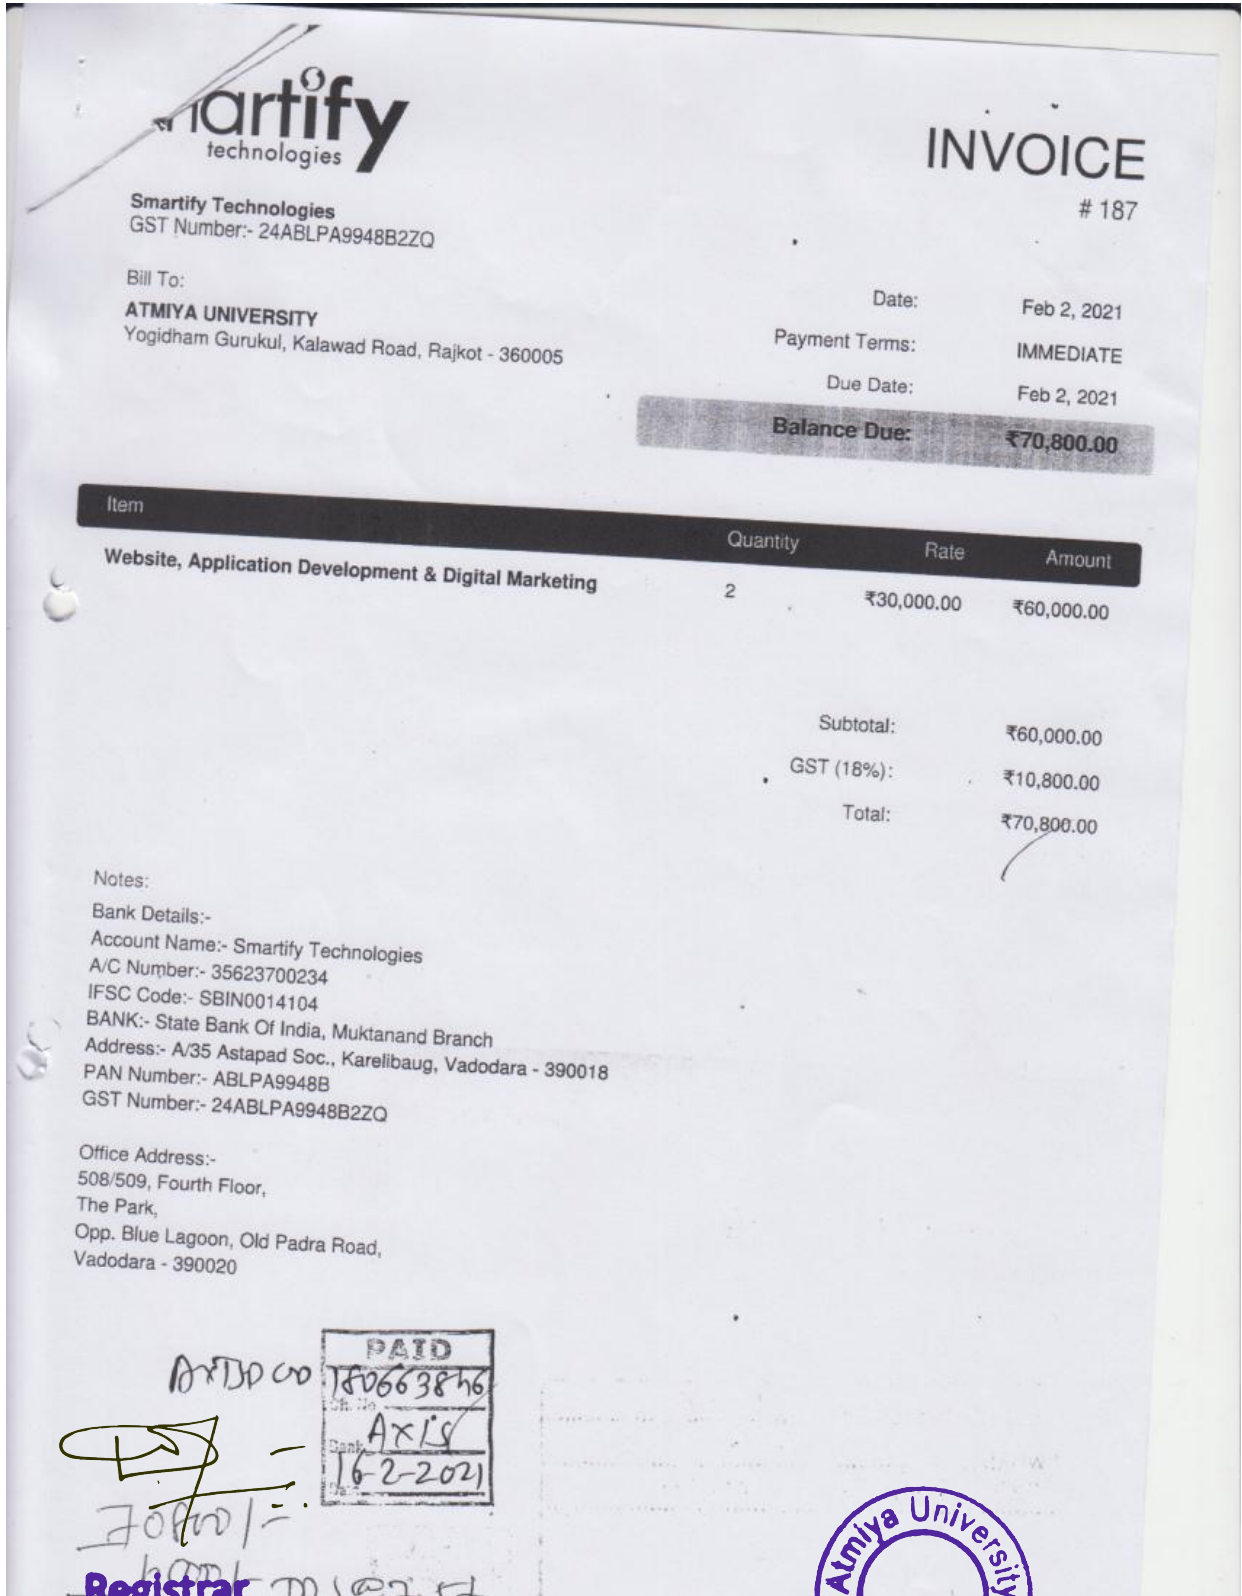 artify
technologies
INVOICE
# 187
Smartify Technologies
GST Number:- 24ABLPA9948B2ZQ
Bill To:
ATMIYA UNIVERSITY
Yogidham Gurukul, Kalawad Road, Rajkot - 360005
Date: Feb 2, 2021
Payment Terms: IMMEDIATE
Due Date: Feb 2, 2021
Balance Due: ₹70,800.00
Item Quantity Rate Amount
Website, Application Development & Digital Marketing 2 ₹30,000.00 ₹60,000.00
Subtotal: ₹60,000.00
GST (18%): ₹10,800.00
Total: ₹70,800.00
Notes:
Bank Details:-
Account Name:- Smartify Technologies
A/C Number:- 35623700234
IFSC Code:- SBIN0014104
BANK:- State Bank Of India, Muktanand Branch
Address:- A/35 Astapad Soc., Karelibaug, Vadodara - 390018
PAN Number:- ABLPA9948B
GST Number:- 24ABLPA9948B2ZQ
Office Address:-
508/509, Fourth Floor,
The Park,
Opp. Blue Lagoon, Old Padra Road,
Vadodara - 390020
PAID
Ch. No
Bank Axis
16-2-2021
Atmiya University
Registrar